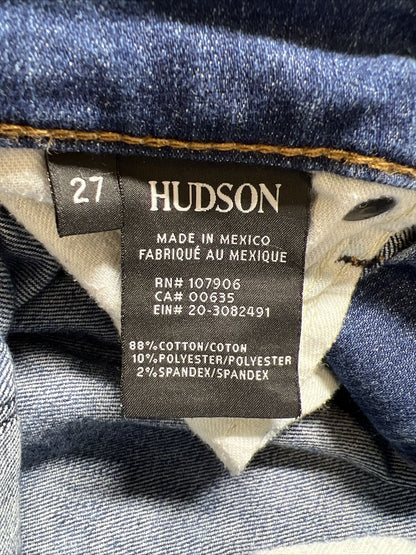 27
HUDSON
MADE IN MEXICO
FABRIQUÉ AU MEXIQUE
RN# 107906
CA# 00635
EIN# 20-3082491
88%COTTON/COTON
10%POLYESTER/POLYESTER
2%SPANDEX/SPANDEX